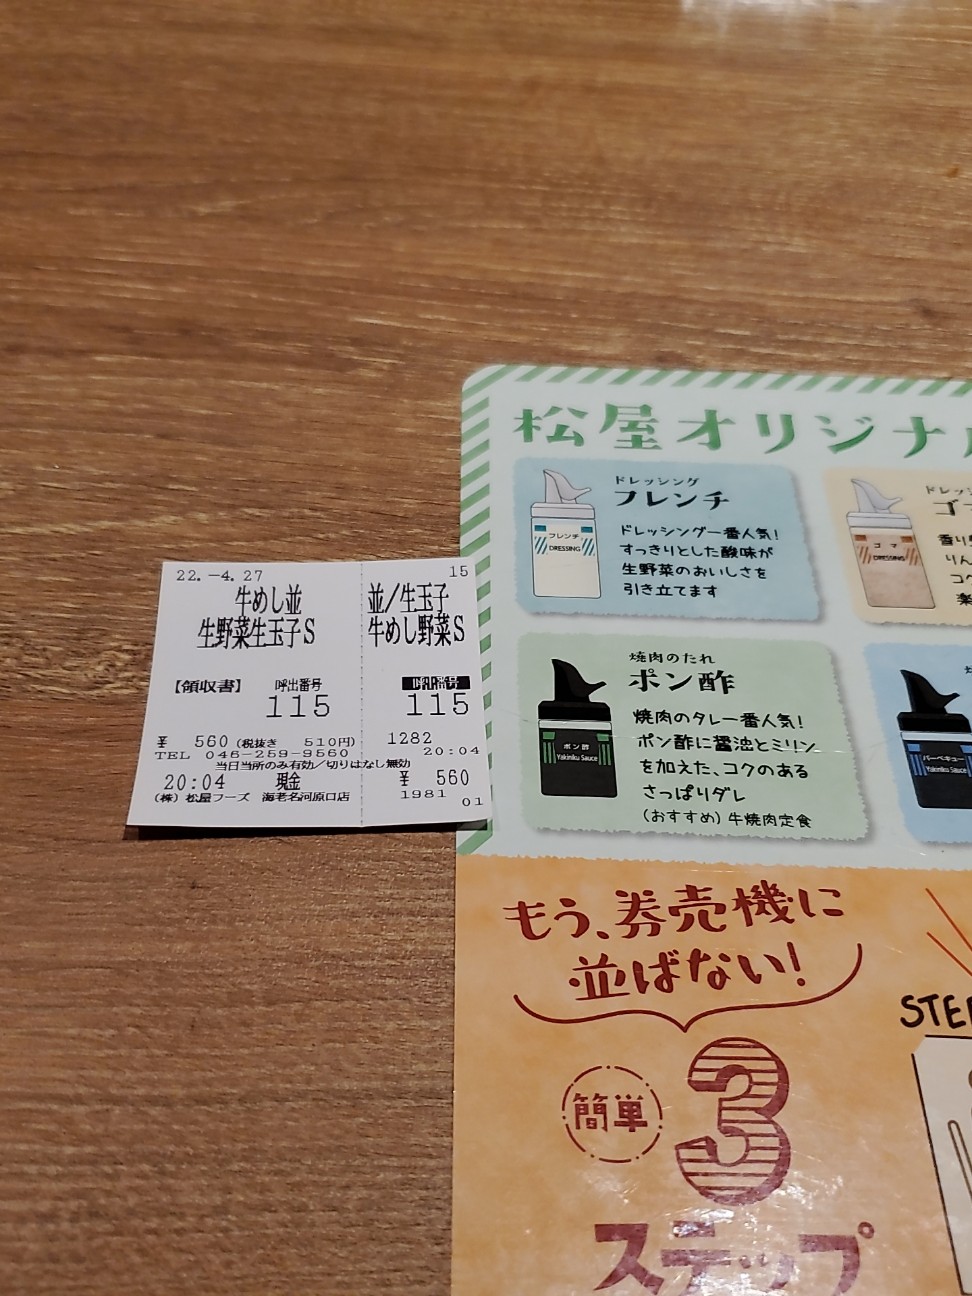 22.-4.27
牛めし並
生野菜生玉子S
【領収書】 呼出番号
115
¥ 560(税抜き 510円)
TEL 046-259-9560
当日当所のみ有効/切りはなし無効
20:04 現金 ¥ 560
(株)松屋フーズ 海老名河原口店
15
並/生玉子
牛めし野菜S
呼出番号
115
1282
20:04
1981
01
松屋オリジナル
ドレッシング
フレンチ
ドレッシング一番人気!
すっきりとした酸味が
生野菜のおいしさを
引き立てます
フレンチ
DRESSING
ゴマ
DRESSING
焼肉のたれ
ポン酢
焼肉のタレ一番人気!
ポン酢に醤油とミリン
を加えた、コクのある
さっぱりダレ
(おすすめ)牛焼肉定食
ポン酢
Yakiniku Sauce
バーベキュー
Yakiniku Sauce
もう、券売機に
並ばない!
簡単
3
ステップ
STEP